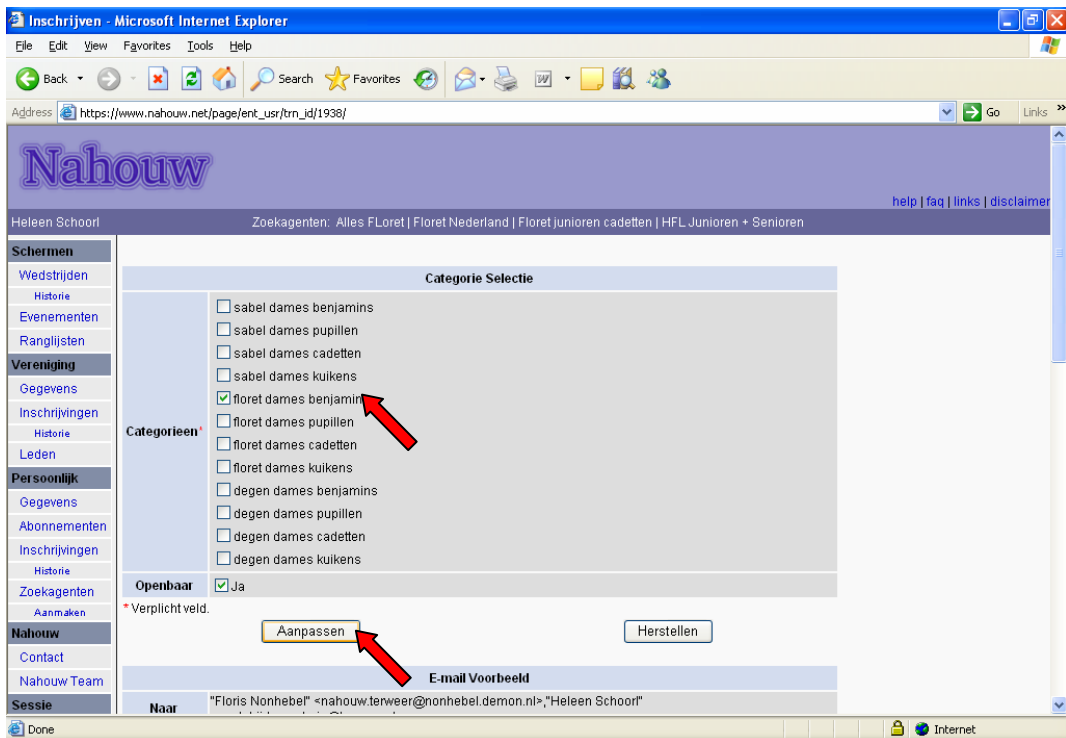 Inschrijven - Microsoft Internet Explorer
File Edit View Favorites Tools Help
Back Search Favorites
Address https://www.nahouw.net/page/ent_usr/trn_id/1938/ Go Links »
Nahouw
help | faq | links | disclaimer
Heleen Schoorl Zoekagenten: Alles FLoret | Floret Nederland | Floret junioren cadetten | HFL Junioren + Senioren
Schermen
Wedstrijden
Historie
Evenementen
Ranglijsten
Vereniging
Gegevens
Inschrijvingen
Historie
Leden
Persoonlijk
Gegevens
Abonnementen
Inschrijvingen
Historie
Zoekagenten
Aanmaken
Nahouw
Contact
Nahouw Team
Sessie
Categorie Selectie
Categorieen*
sabel dames benjamins
sabel dames pupillen
sabel dames cadetten
sabel dames kuikens
floret dames benjamin
floret dames pupillen
floret dames cadetten
floret dames kuikens
degen dames benjamins
degen dames pupillen
degen dames cadetten
degen dames kuikens
Openbaar Ja
* Verplicht veld.
Aanpassen Herstellen
E-mail Voorbeeld
Naar "Floris Nonhebel" <nahouw.terweer@nonhebel.demon.nl>,"Heleen Schoorl"
Done Internet